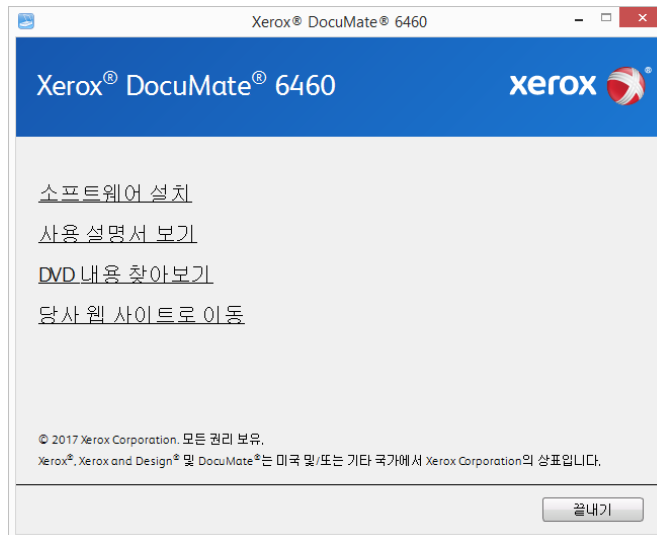 Xerox® DocuMate® 6460
Xerox® DocuMate® 6460
xerox ®
소프트웨어 설치
사용 설명서 보기
DVD 내용 찾아보기
당사 웹 사이트로 이동
© 2017 Xerox Corporation. 모든 권리 보유.
Xerox®, Xerox and Design® 및 DocuMate®는 미국 및/또는 기타 국가에서 Xerox Corporation의 상표입니다.
끝내기